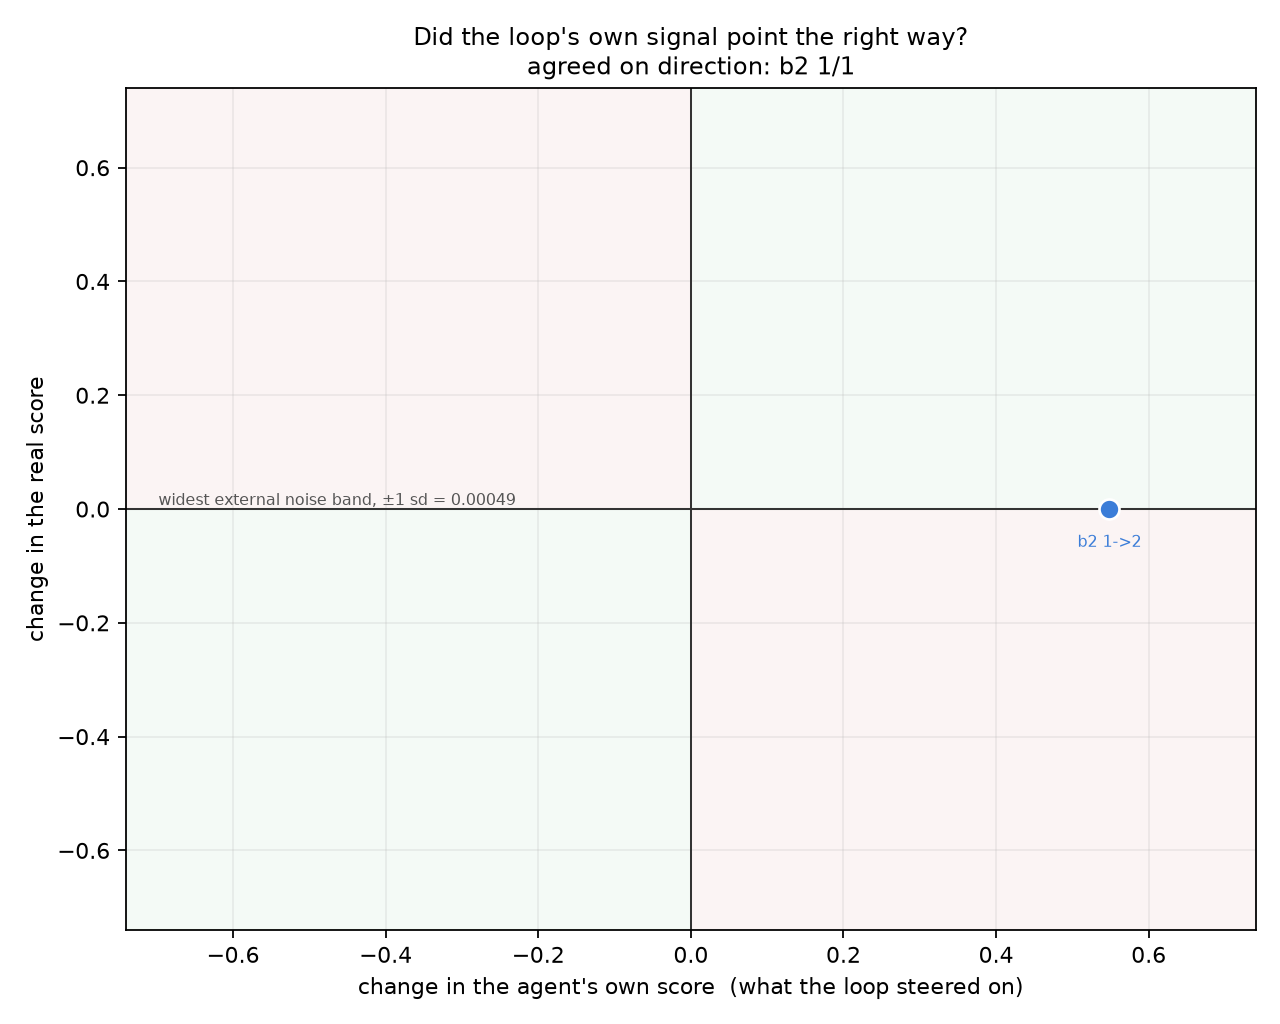 Did the loop's own signal point the right way?
agreed on direction: b2 1/1
change in the real score
0.6
0.4
0.2
0.0
−0.2
−0.4
−0.6
widest external noise band, ±1 sd = 0.00049
b2 1->2
−0.6
−0.4
−0.2
0.0
0.2
0.4
0.6
change in the agent's own score  (what the loop steered on)